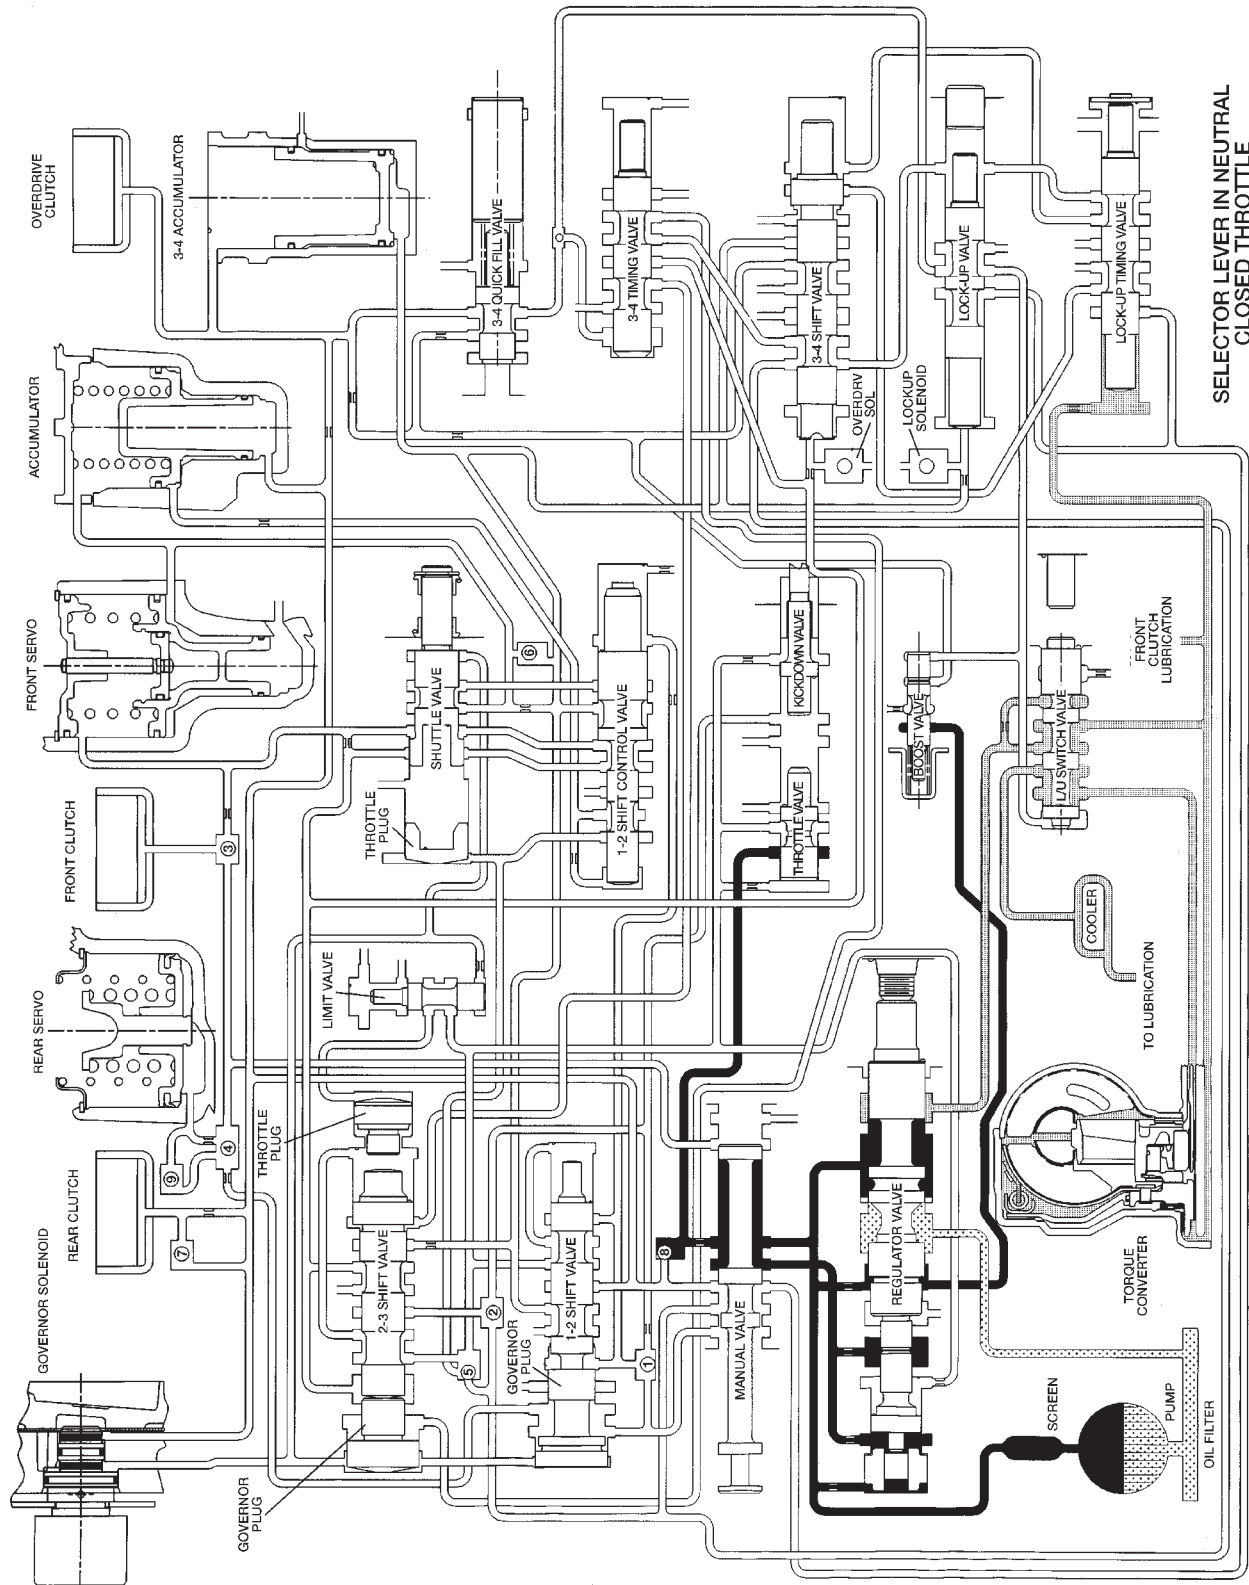 OVERDRIVE
CLUTCH
3-4 ACCUMULATOR
ACCUMULATOR
FRONT SERVO
FRONT CLUTCH
REAR SERVO
REAR CLUTCH
GOVERNOR SOLENOID
3-4 QUICK FILL VALVE
3-4 TIMING VALVE
3-4 SHIFT VALVE
OVERDRV
SOL
LOCKUP
SOLENOID
LOCK-UP VALVE
LOCK-UP TIMING VALVE
SHUTTLE VALVE
THROTTLE
PLUG
1-2 SHIFT CONTROL VALVE
KICKDOWN VALVE
THROTTLE VALVE
BOOST VALVE
L/U SWITCH VALVE
FRONT
CLUTCH
LUBRICATION
COOLER
TO LUBRICATION
LIMIT VALVE
THROTTLE
PLUG
2-3 SHIFT VALVE
GOVERNOR
PLUG
1-2 SHIFT VALVE
GOVERNOR
PLUG
MANUAL VALVE
REGULATOR VALVE
TORQUE
CONVERTER
SCREEN
PUMP
OIL FILTER
1
2
3
4
5
6
7
8
9
SELECTOR LEVER IN NEUTRAL
CLOSED THROTTLE